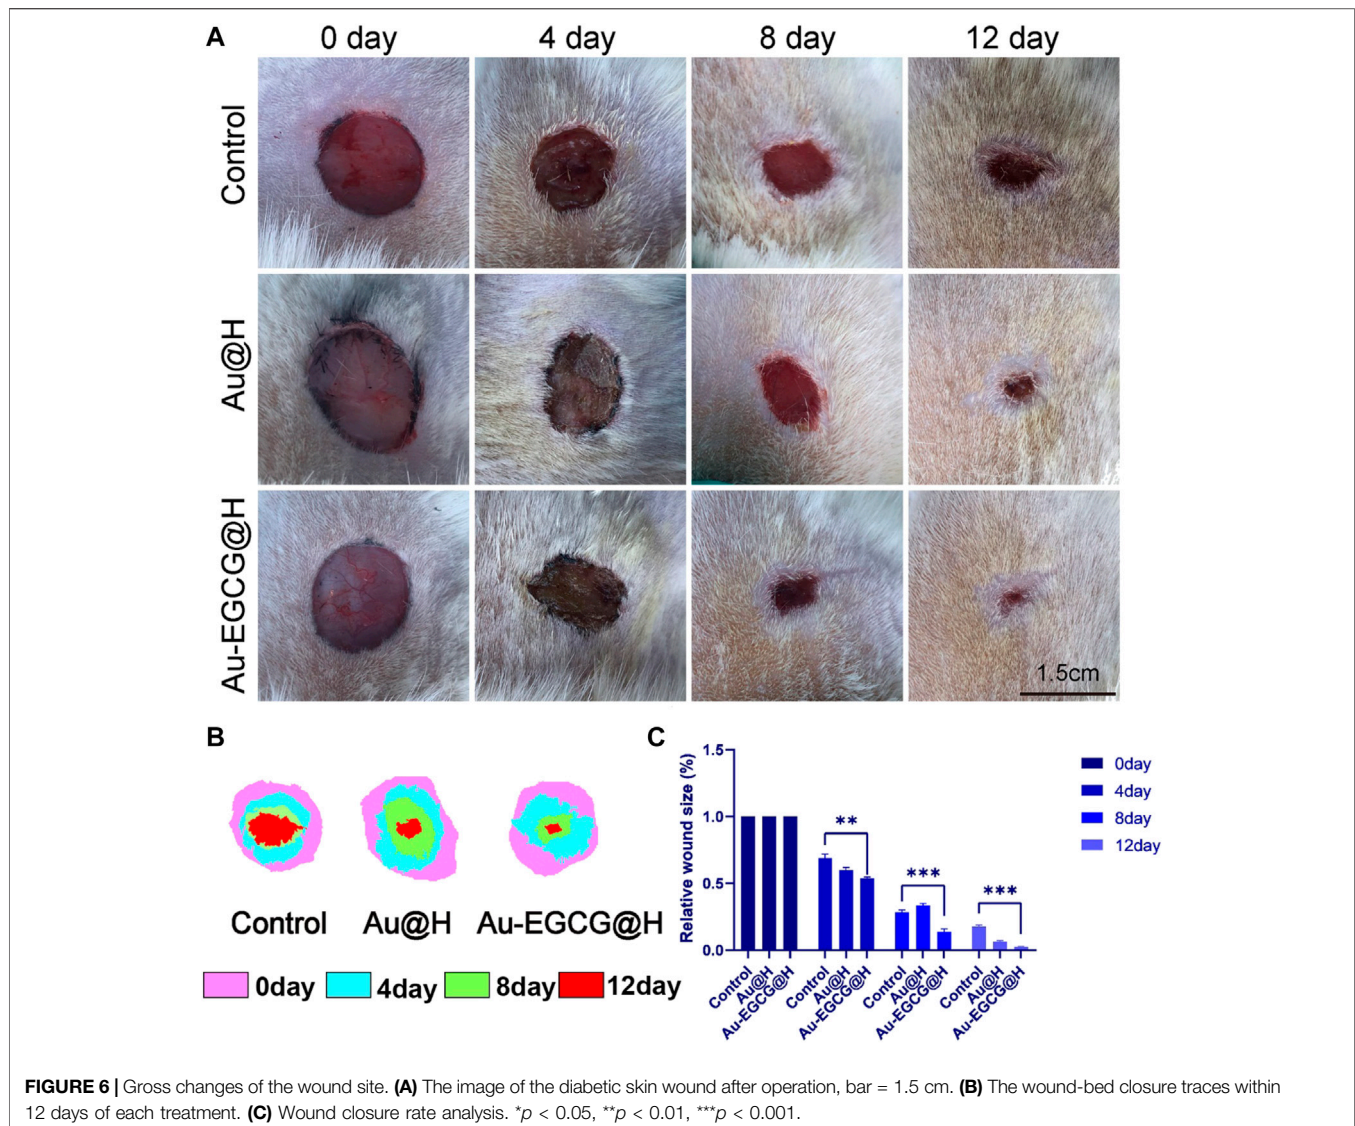 A
0 day 4 day 8 day 12 day
Control
Au@H
Au-EGCG@H
1.5cm
B
Control Au@H Au-EGCG@H
0day 4day 8day 12day
C
Relative wound size (%)
1.5
1.0
0.5
0.0
** *** ***
Control Au@H Au-EGCG@H Control Au@H Au-EGCG@H Control Au@H Au-EGCG@H Control Au@H Au-EGCG@H
0day
4day
8day
12day
FIGURE 6 | Gross changes of the wound site. (A) The image of the diabetic skin wound after operation, bar = 1.5 cm. (B) The wound-bed closure traces within
12 days of each treatment. (C) Wound closure rate analysis. *p < 0.05, **p < 0.01, ***p < 0.001.